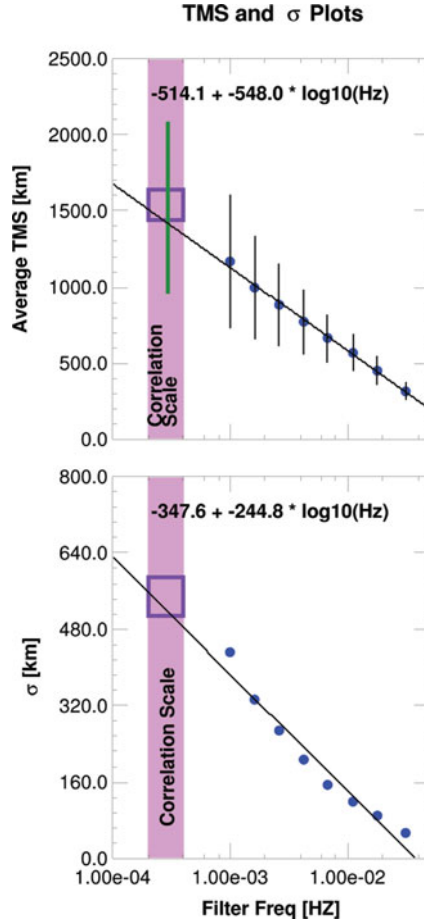 TMS and σ Plots
2500.0
-514.1 + -548.0 * log10(Hz)
2000.0
1500.0
1000.0
500.0
0.0
Average TMS [km]
Correlation
Scale
800.0
-347.6 + -244.8 * log10(Hz)
640.0
480.0
320.0
160.0
0.0
σ [km]
Correlation Scale
1.00e-04
1.00e-03
1.00e-02
Filter Freq [HZ]